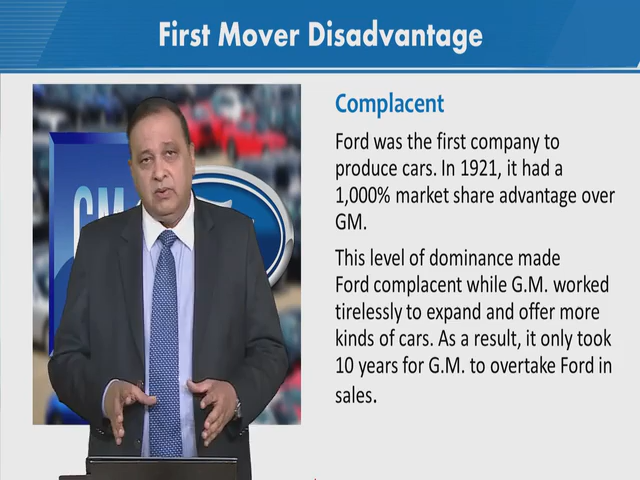 First Mover Disadvantage
GM
Complacent
Ford was the first company to
produce cars. In 1921, it had a
1,000% market share advantage over
GM.
This level of dominance made
Ford complacent while G.M. worked
tirelessly to expand and offer more
kinds of cars. As a result, it only took
10 years for G.M. to overtake Ford in
sales.